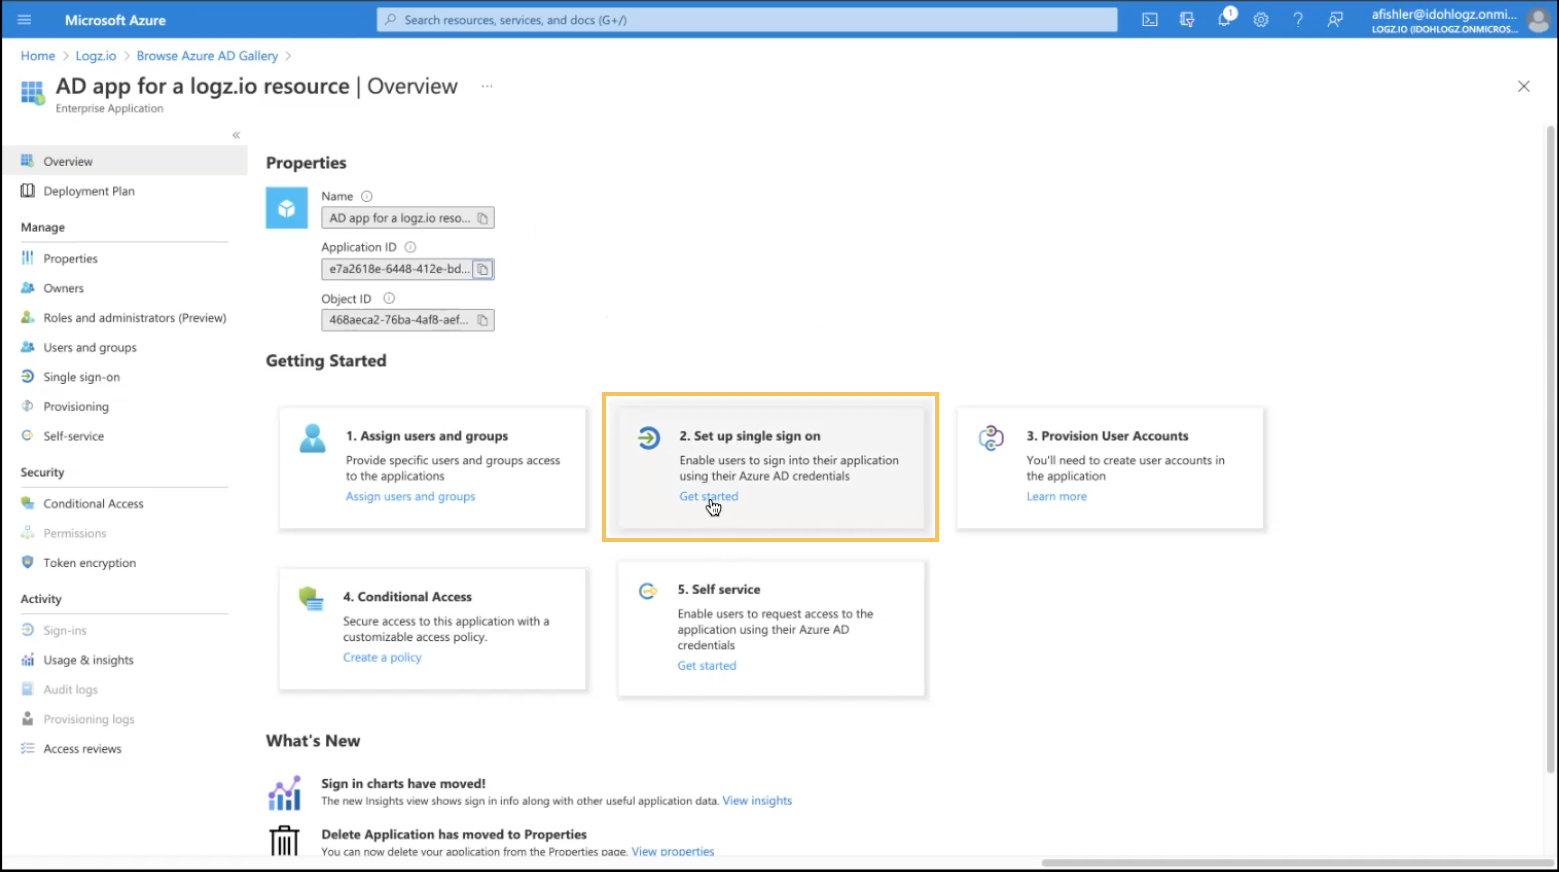 Microsoft Azure
Search resources, services, and docs (G+/)
1
afishler@idohlogz.onmi...
LOGZ.IO (IDOHLOGZ.ONMICROS...
Home > Logz.io > Browse Azure AD Gallery >
AD app for a logz.io resource | Overview ...
Enterprise Application
«
Overview
Deployment Plan
Manage
Properties
Owners
Roles and administrators (Preview)
Users and groups
Single sign-on
Provisioning
Self-service
Security
Conditional Access
Permissions
Token encryption
Activity
Sign-ins
Usage & insights
Audit logs
Provisioning logs
Access reviews
Properties
Name
AD app for a logz.io reso...
Application ID
e7a2618e-6448-412e-bd...
Object ID
468aeca2-76ba-4af8-aef...
Getting Started
1. Assign users and groups
Provide specific users and groups access
to the applications
Assign users and groups
2. Set up single sign on
Enable users to sign into their application
using their Azure AD credentials
Get started
3. Provision User Accounts
You'll need to create user accounts in
the application
Learn more
4. Conditional Access
Secure access to this application with a
customizable access policy.
Create a policy
5. Self service
Enable users to request access to the
application using their Azure AD
credentials
Get started
What's New
Sign in charts have moved!
The new Insights view shows sign in info along with other useful application data. View insights
Delete Application has moved to Properties
You can now delete your application from the Properties page. View properties